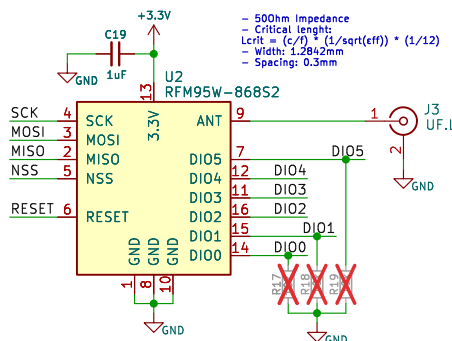 +3.3V
- 50Ohm Impedance
- Critical lenght:
Lcrit = (c/f) * (1/sqrt(εff)) * (1/12)
- Width: 1.2842mm
- Spacing: 0.3mm
C19
1uF
GND
U2
RFM95W-868S2
13
3.3V
SCK 4 SCK
MOSI 3 MOSI
MISO 2 MISO
NSS 5 NSS
RESET 6 RESET
ANT 9
1
J3
UF.L
2
GND
DIO5 7 DIO5
DIO4 12 DIO4
DIO3 11 DIO3
DIO2 16 DIO2
DIO1 15 DIO1
DIO0 14 DIO0
GND GND GND
1 8 10
GND
R17 R18 R19
GND